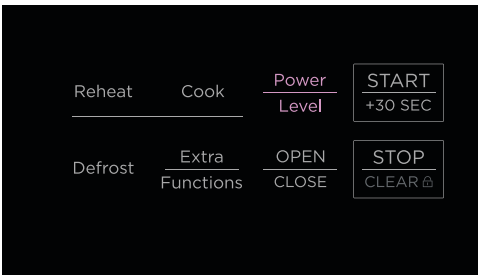 Reheat
Cook
Power
Level
START
+30 SEC
Defrost
Extra
Functions
OPEN
CLOSE
STOP
CLEAR